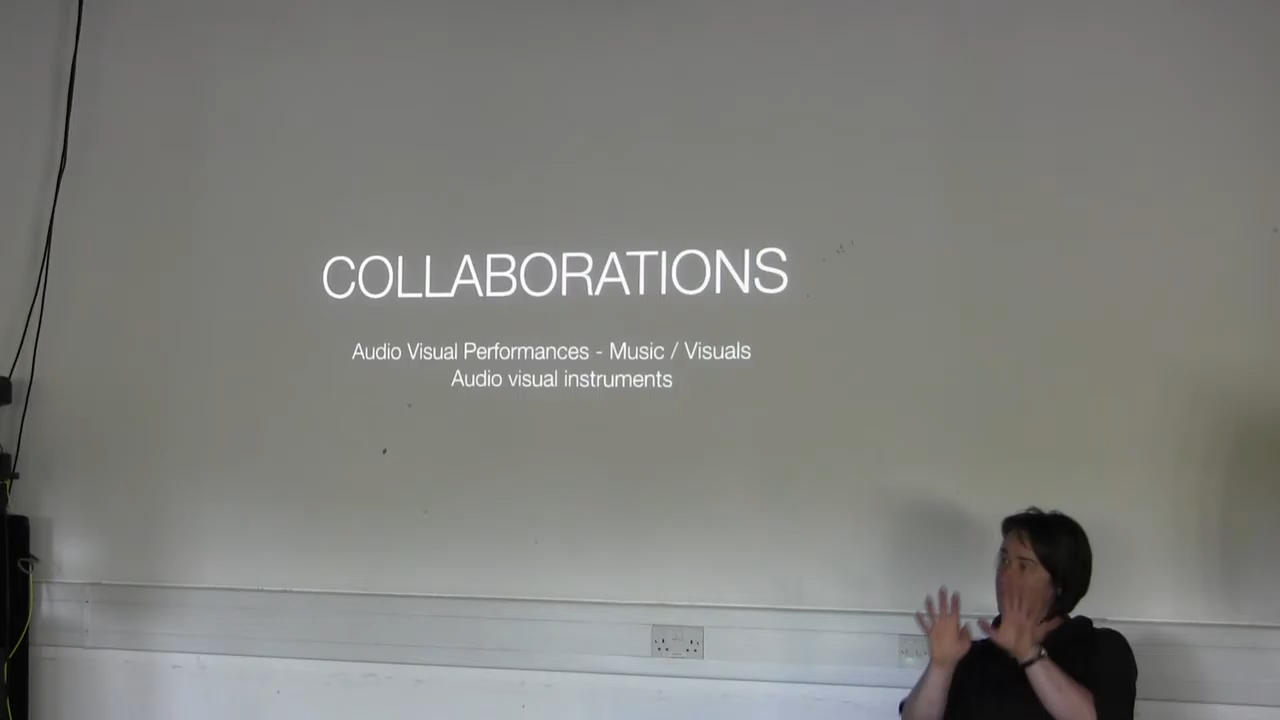 COLLABORATIONS
Audio Visual Performances - Music / Visuals
Audio visual instruments